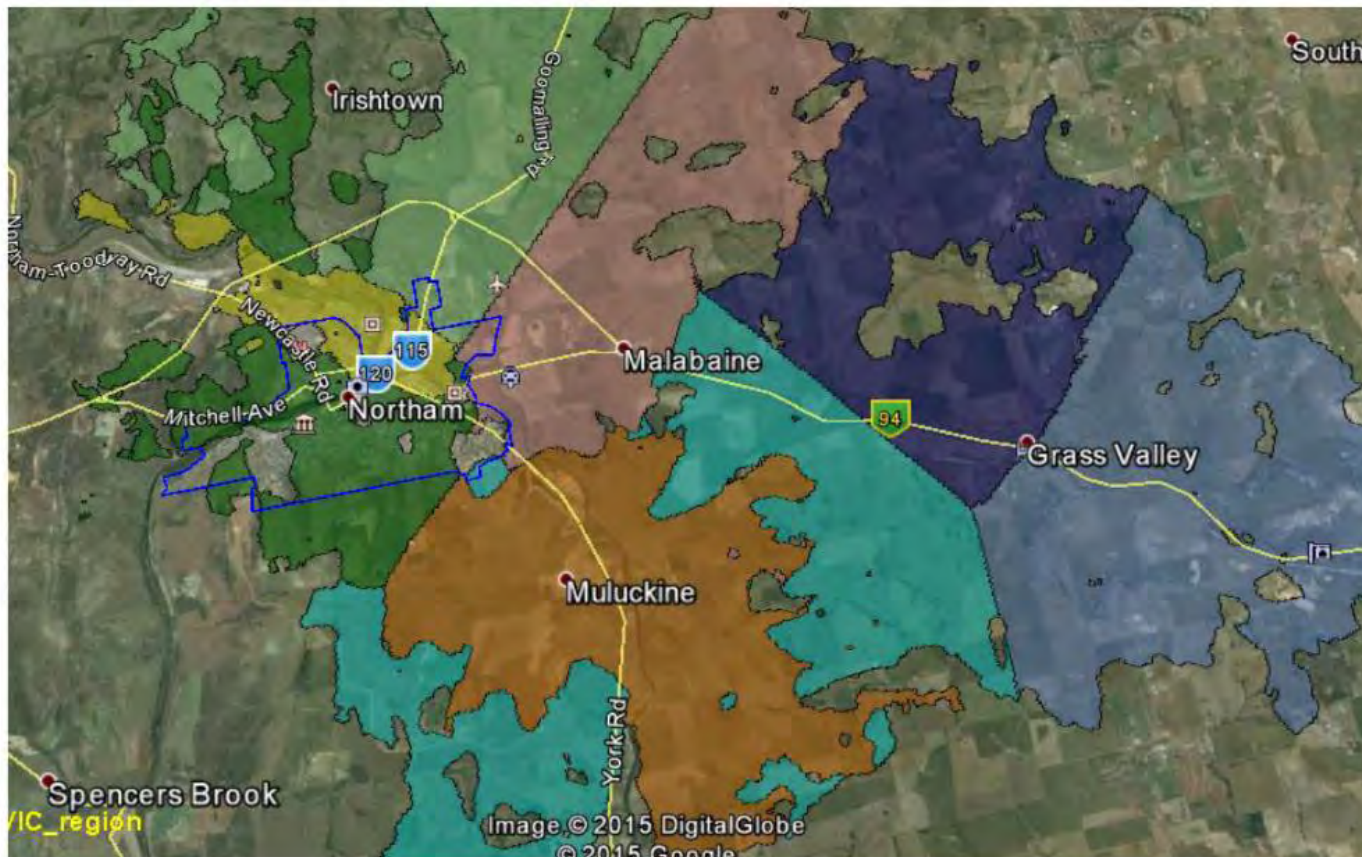 South
Irishtown
Goomalling Rd
Northam-Toodyay Rd
Newcastle Rd
115
120
Malabaine
Mitchell Ave
Northam
94
Grass Valley
Muluckine
York Rd
Spencers Brook
VIC_region
Image © 2015 DigitalGlobe
© 2015 Google